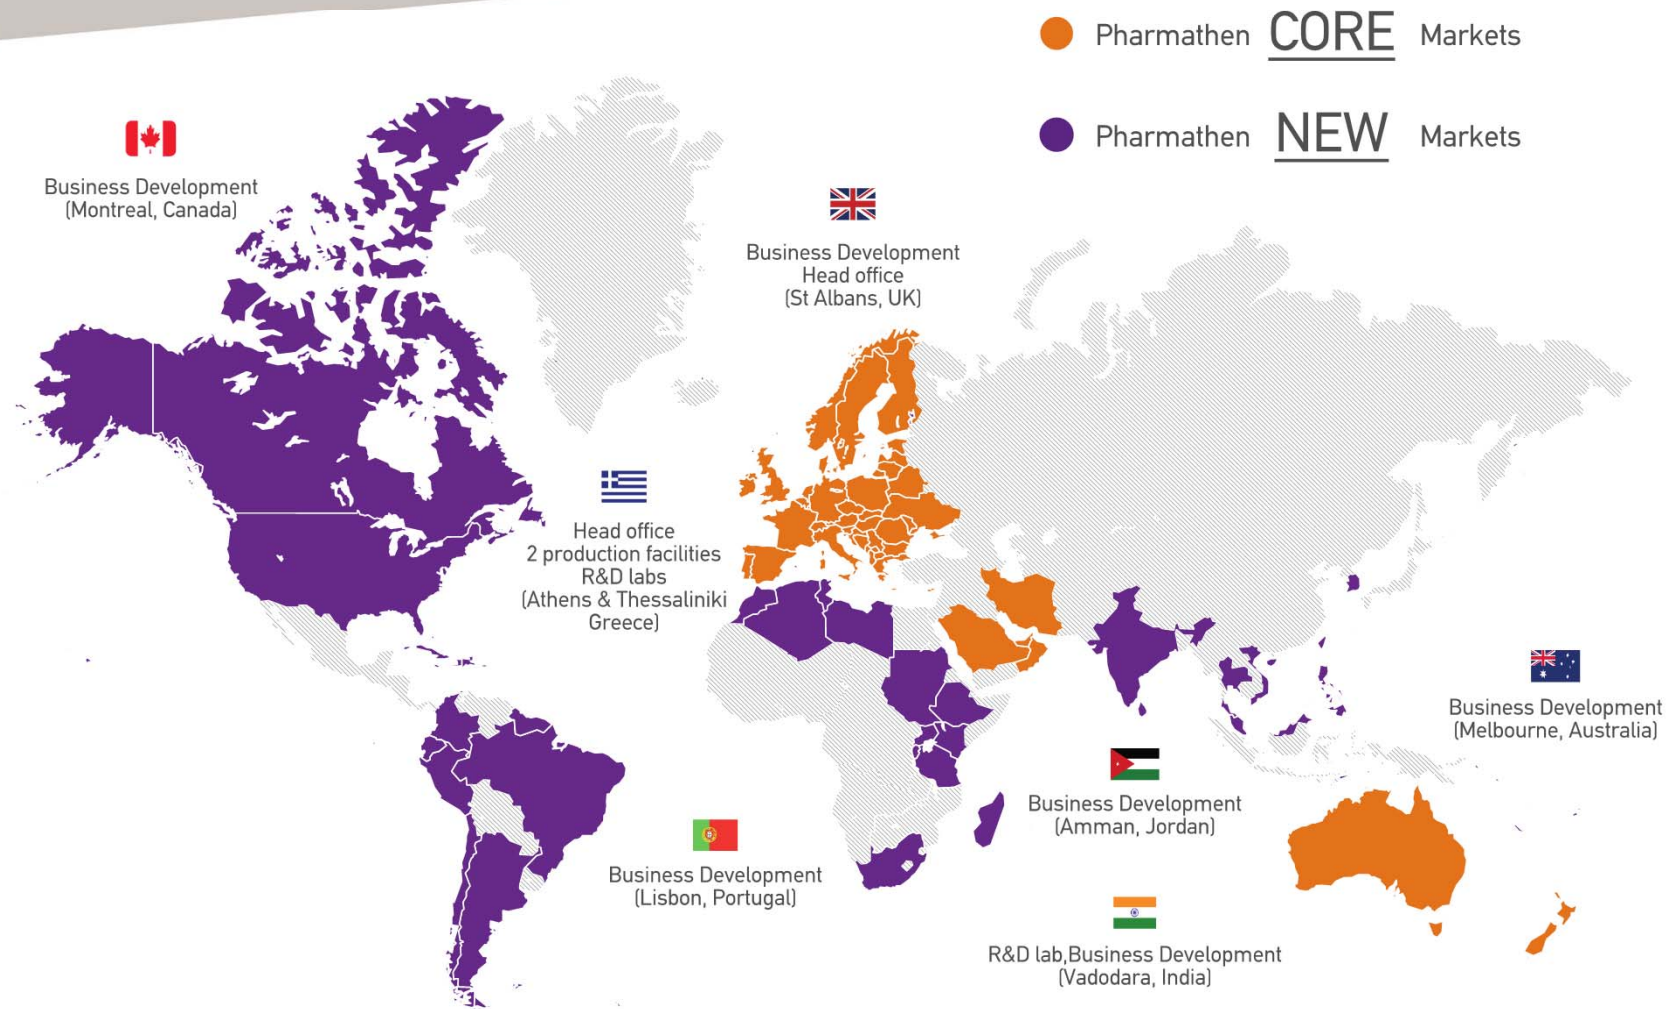 Pharmathen CORE Markets
Pharmathen NEW Markets
Business Development
(Montreal, Canada)
Business Development
Head office
(St Albans, UK)
Head office
2 production facilities
R&D labs
(Athens & Thessaliniki
Greece)
Business Development
(Melbourne, Australia)
Business Development
(Amman, Jordan)
Business Development
(Lisbon, Portugal)
R&D lab,Business Development
(Vadodara, India)